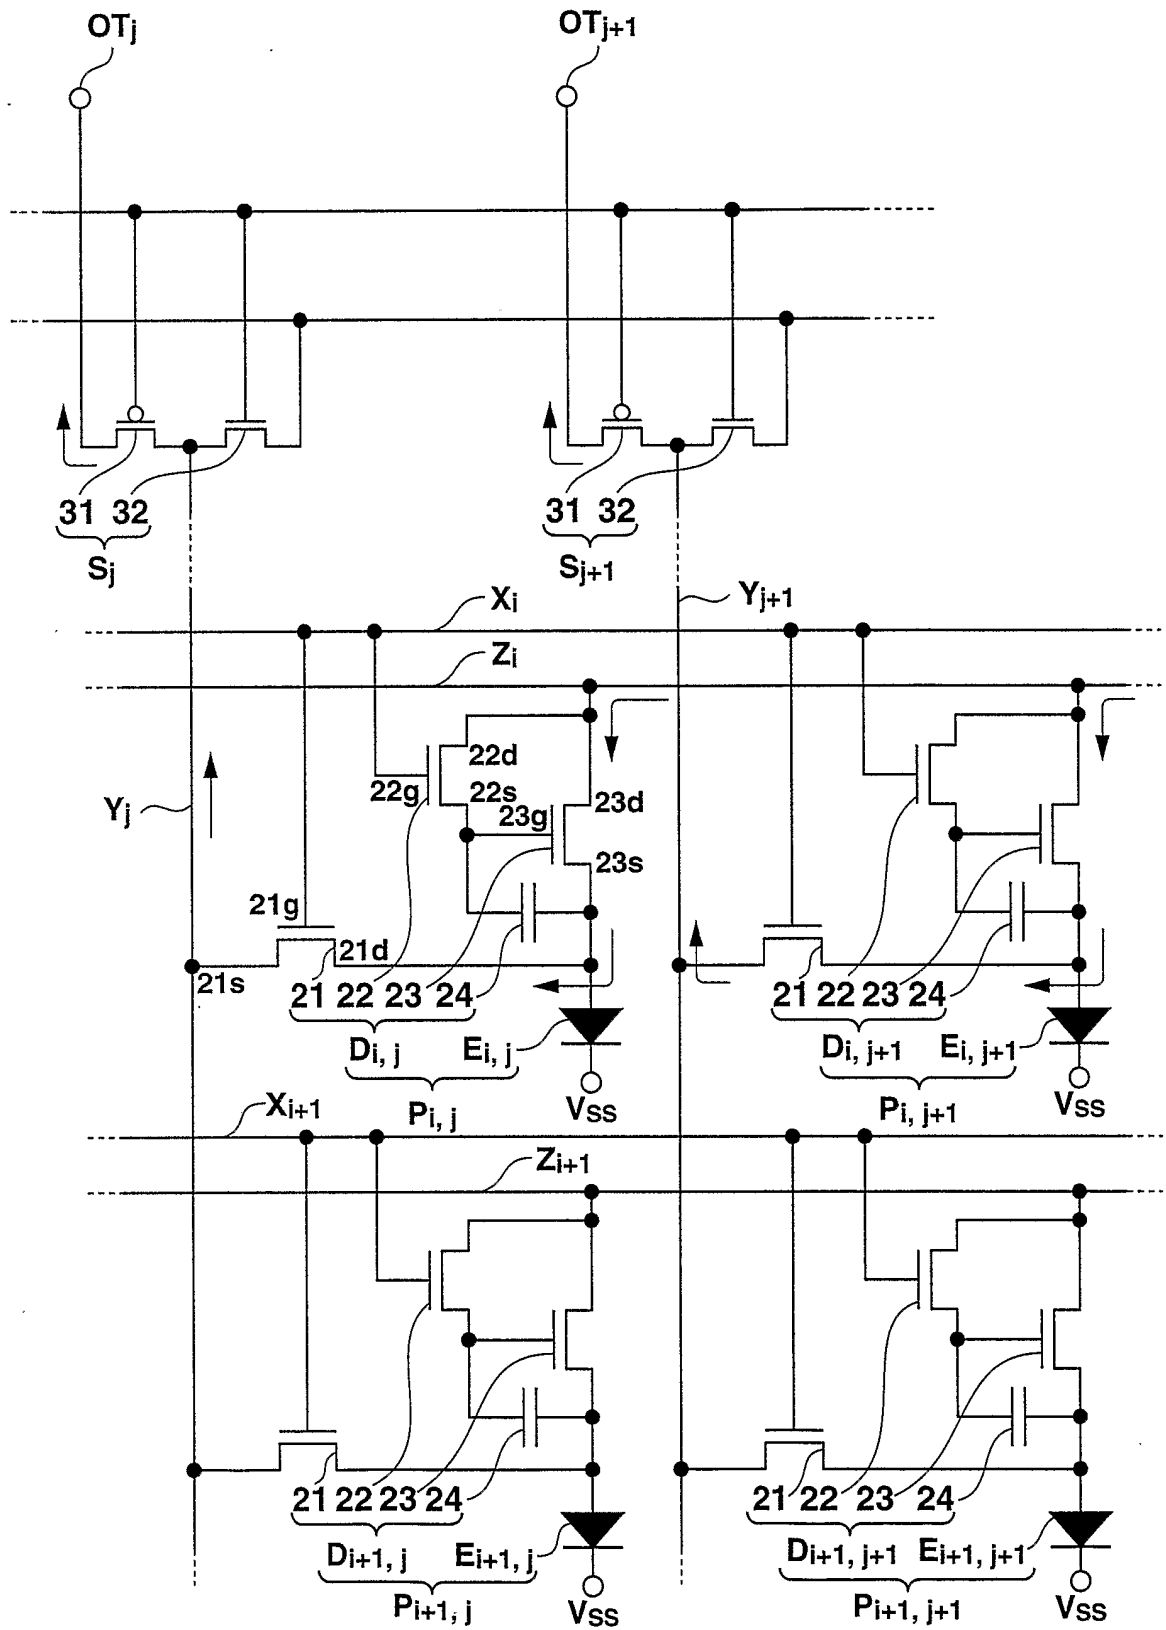 OTj OTj+1
31 32 31 32
Sj Sj+1
Xi Yj+1
Zi
22d
22g 22s 23d
Yj 23g
23s
21g
21d
21s
21 22 23 24 21 22 23 24
Di, j Ei, j Di, j+1 Ei, j+1
Pi, j VSS Pi, j+1 VSS
Xi+1
Zi+1
21 22 23 24 21 22 23 24
Di+1, j Ei+1, j Di+1, j+1 Ei+1, j+1
Pi+1, j VSS Pi+1, j+1 VSS